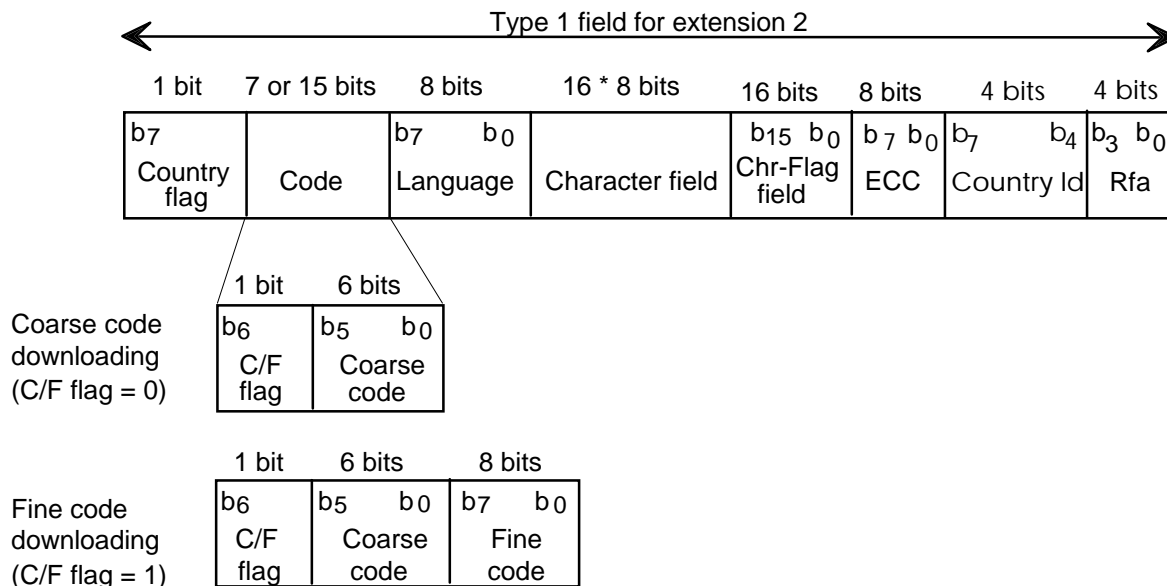 Type 1 field for extension 2
1 bit 7 or 15 bits 8 bits 16 * 8 bits 16 bits 8 bits 4 bits 4 bits
b7 b7 b0 b15 b0 b7 b0 b7 b4 b3 b0
Country flag Code Language Character field Chr-Flag field ECC Country Id Rfa
1 bit 6 bits
Coarse code
downloading
(C/F flag = 0)
b6 b5 b0
C/F Coarse
flag code
1 bit 6 bits 8 bits
Fine code
downloading
(C/F flag = 1)
b6 b5 b0 b7 b0
C/F Coarse Fine
flag code code